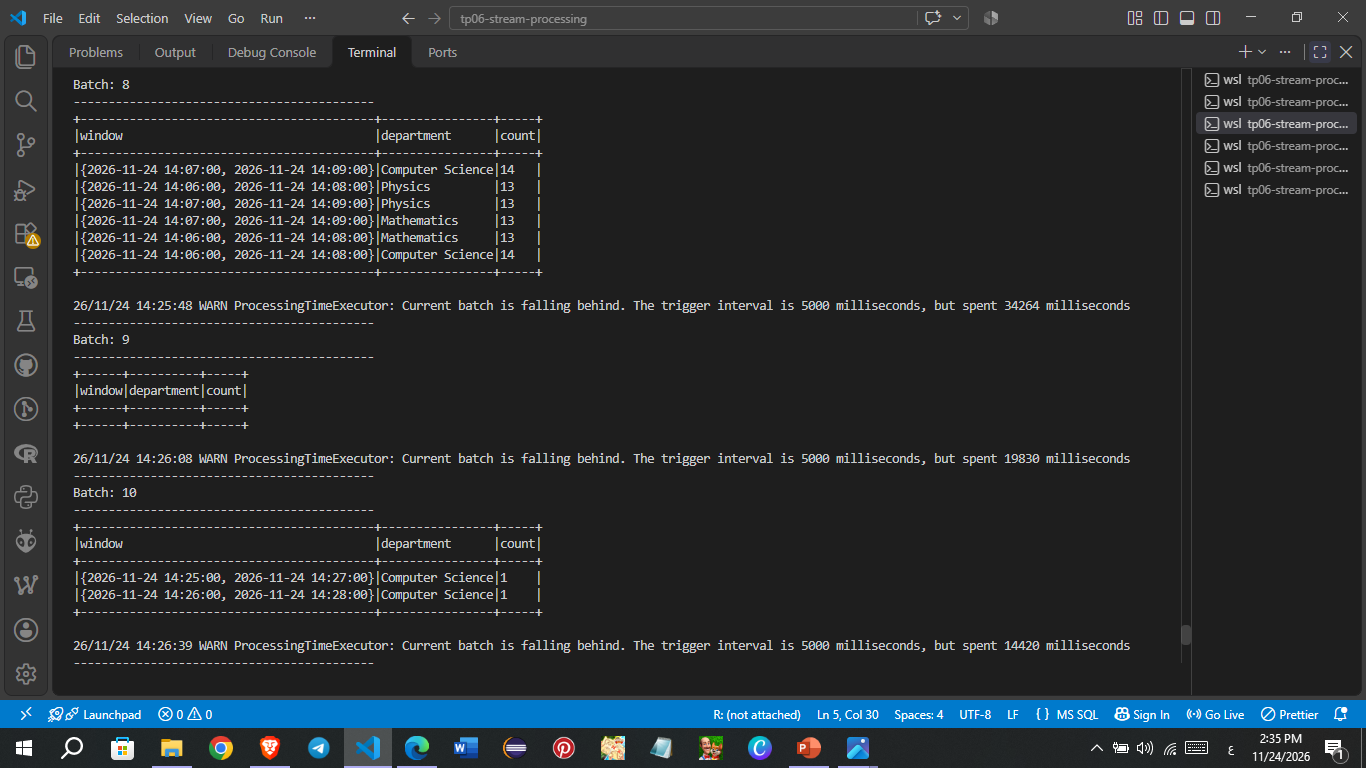 File Edit Selection View Go Run ··· tp06-stream-processing
Problems Output Debug Console Terminal Ports
Batch: 8
-------------------------------------------
+------------------------------------------+----------------+-----+
|window                                    |department      |count|
+------------------------------------------+----------------+-----+
|{2026-11-24 14:07:00, 2026-11-24 14:09:00}|Computer Science|14   |
|{2026-11-24 14:06:00, 2026-11-24 14:08:00}|Physics         |13   |
|{2026-11-24 14:07:00, 2026-11-24 14:09:00}|Physics         |13   |
|{2026-11-24 14:07:00, 2026-11-24 14:09:00}|Mathematics     |13   |
|{2026-11-24 14:06:00, 2026-11-24 14:08:00}|Mathematics     |13   |
|{2026-11-24 14:06:00, 2026-11-24 14:08:00}|Computer Science|14   |
+------------------------------------------+----------------+-----+
26/11/24 14:25:48 WARN ProcessingTimeExecutor: Current batch is falling behind. The trigger interval is 5000 milliseconds, but spent 34264 milliseconds
-------------------------------------------
Batch: 9
-------------------------------------------
+------+----------+-----+
|window|department|count|
+------+----------+-----+
+------+----------+-----+
26/11/24 14:26:08 WARN ProcessingTimeExecutor: Current batch is falling behind. The trigger interval is 5000 milliseconds, but spent 19830 milliseconds
-------------------------------------------
Batch: 10
-------------------------------------------
+------------------------------------------+----------------+-----+
|window                                    |department      |count|
+------------------------------------------+----------------+-----+
|{2026-11-24 14:25:00, 2026-11-24 14:27:00}|Computer Science|1    |
|{2026-11-24 14:26:00, 2026-11-24 14:28:00}|Computer Science|1    |
+------------------------------------------+----------------+-----+
26/11/24 14:26:39 WARN ProcessingTimeExecutor: Current batch is falling behind. The trigger interval is 5000 milliseconds, but spent 14420 milliseconds
-------------------------------------------
wsl tp06-stream-proc...
wsl tp06-stream-proc...
wsl tp06-stream-proc...
wsl tp06-stream-proc...
wsl tp06-stream-proc...
wsl tp06-stream-proc...
Launchpad 0 0 R: (not attached) Ln 5, Col 30 Spaces: 4 UTF-8 LF { } MS SQL Sign In Go Live Prettier
ع 2:35 PM
11/24/2026 1